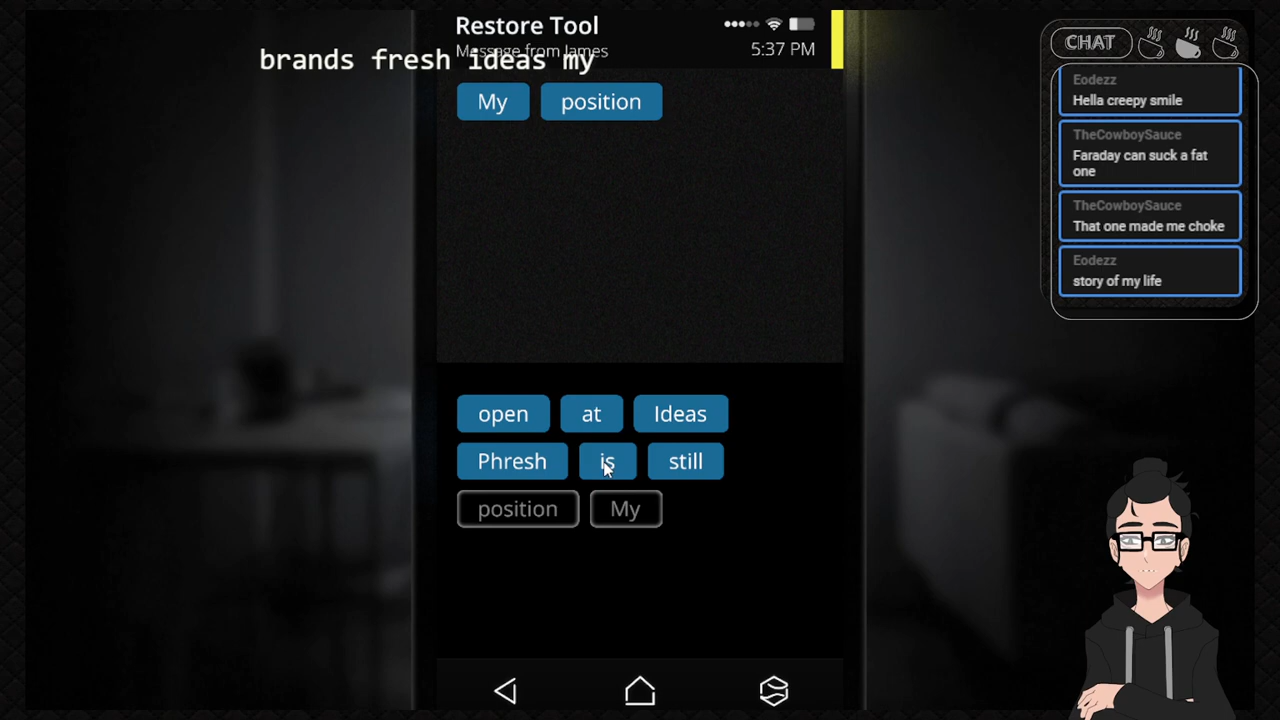 Restore Tool
Message from James
5:37 PM
brands fresh ideas my
My position
open at Ideas
Phresh is still
position My
CHAT
Eodezz
Hella creepy smile
TheCowboySauce
Faraday can suck a fat
one
TheCowboySauce
That one made me choke
Eodezz
story of my life